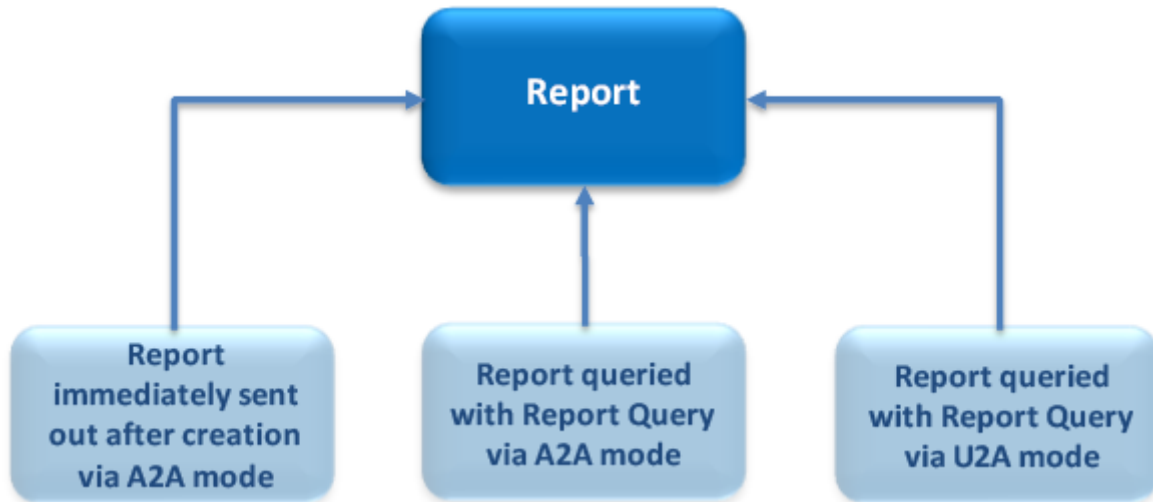 Report
Report
immediately sent
out after creation
via A2A mode
Report queried
with Report Query
via A2A mode
Report queried
with Report Query
via U2A mode